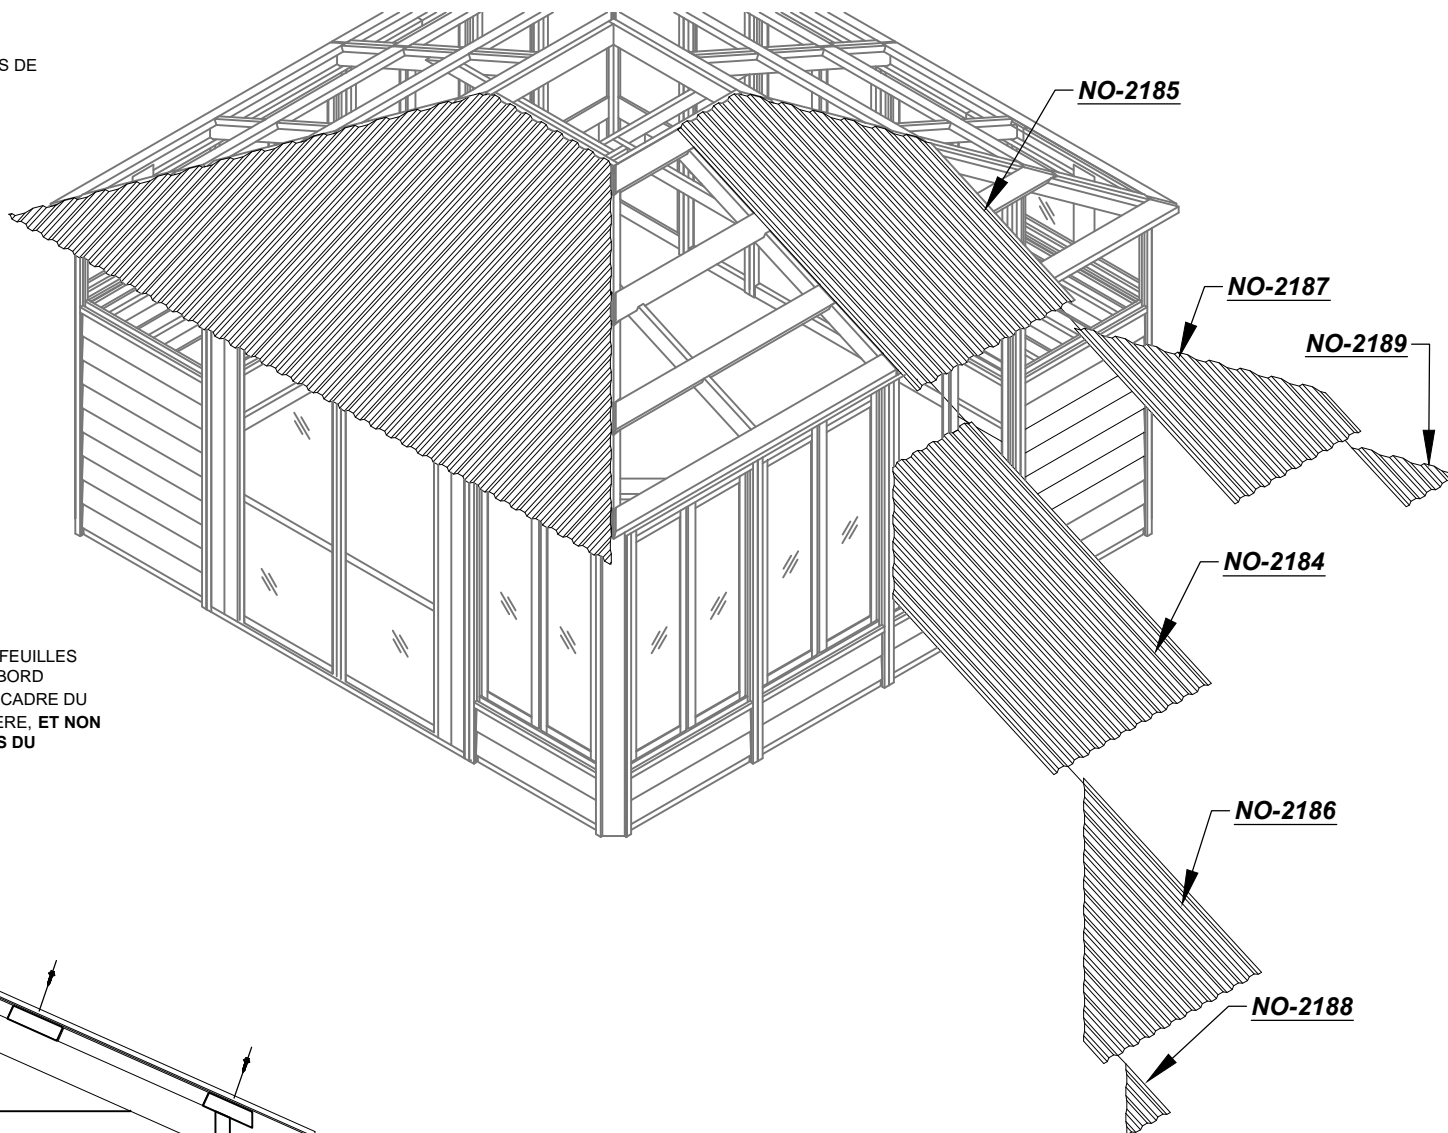 S DE
NO-2185
NO-2187
NO-2189
NO-2184
FEUILLES
BORD
CADRE DU
ERE, ET NON
S DU
NO-2186
NO-2188